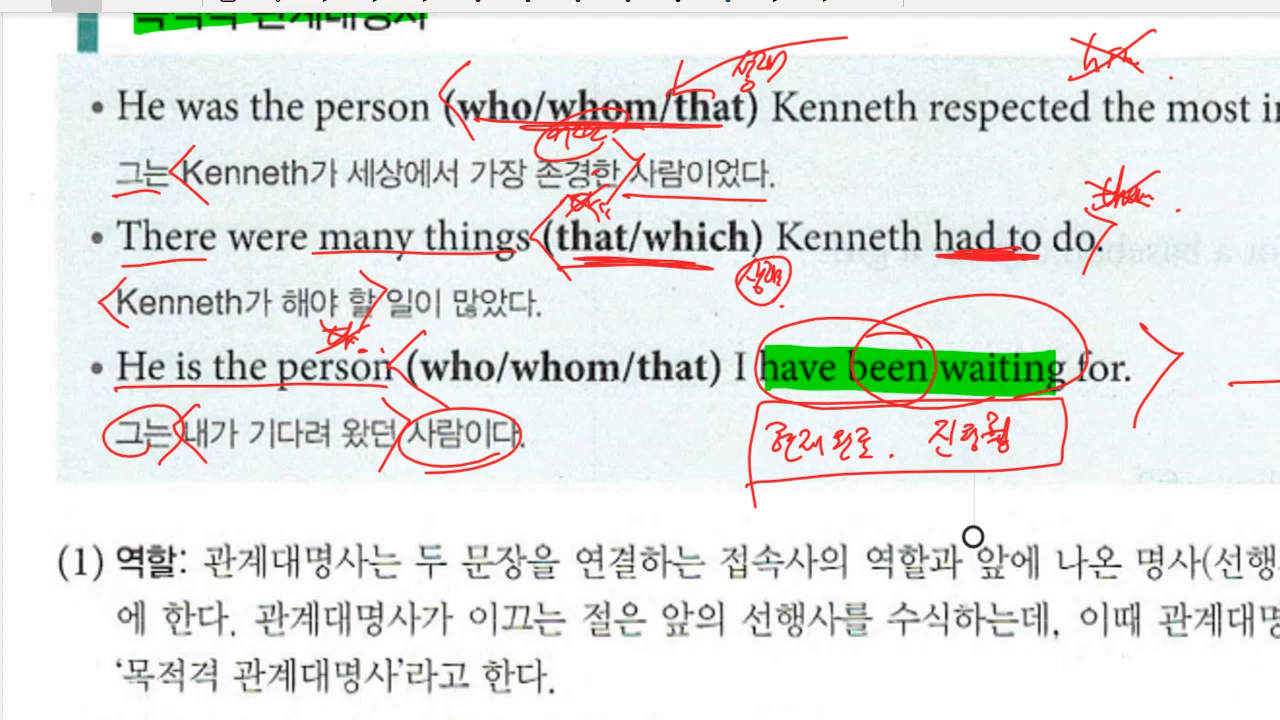 목적격 관계대명사
• He was the person (who/whom/that) Kenneth respected the most in
생략
him.
그는 Kenneth가 세상에서 가장 존경한 사람이었다.
• There were many things (that/which) Kenneth had to do.
them.
생략
Kenneth가 해야 할 일이 많았다.
• He is the person (who/whom/that) I have been waiting for.
그는 내가 기다려 왔던 사람이다.
현재완료. 진행형
(1) 역할: 관계대명사는 두 문장을 연결하는 접속사의 역할과 앞에 나온 명사(선행
에 한다. 관계대명사가 이끄는 절은 앞의 선행사를 수식하는데, 이때 관계대명
‘목적격 관계대명사’라고 한다.